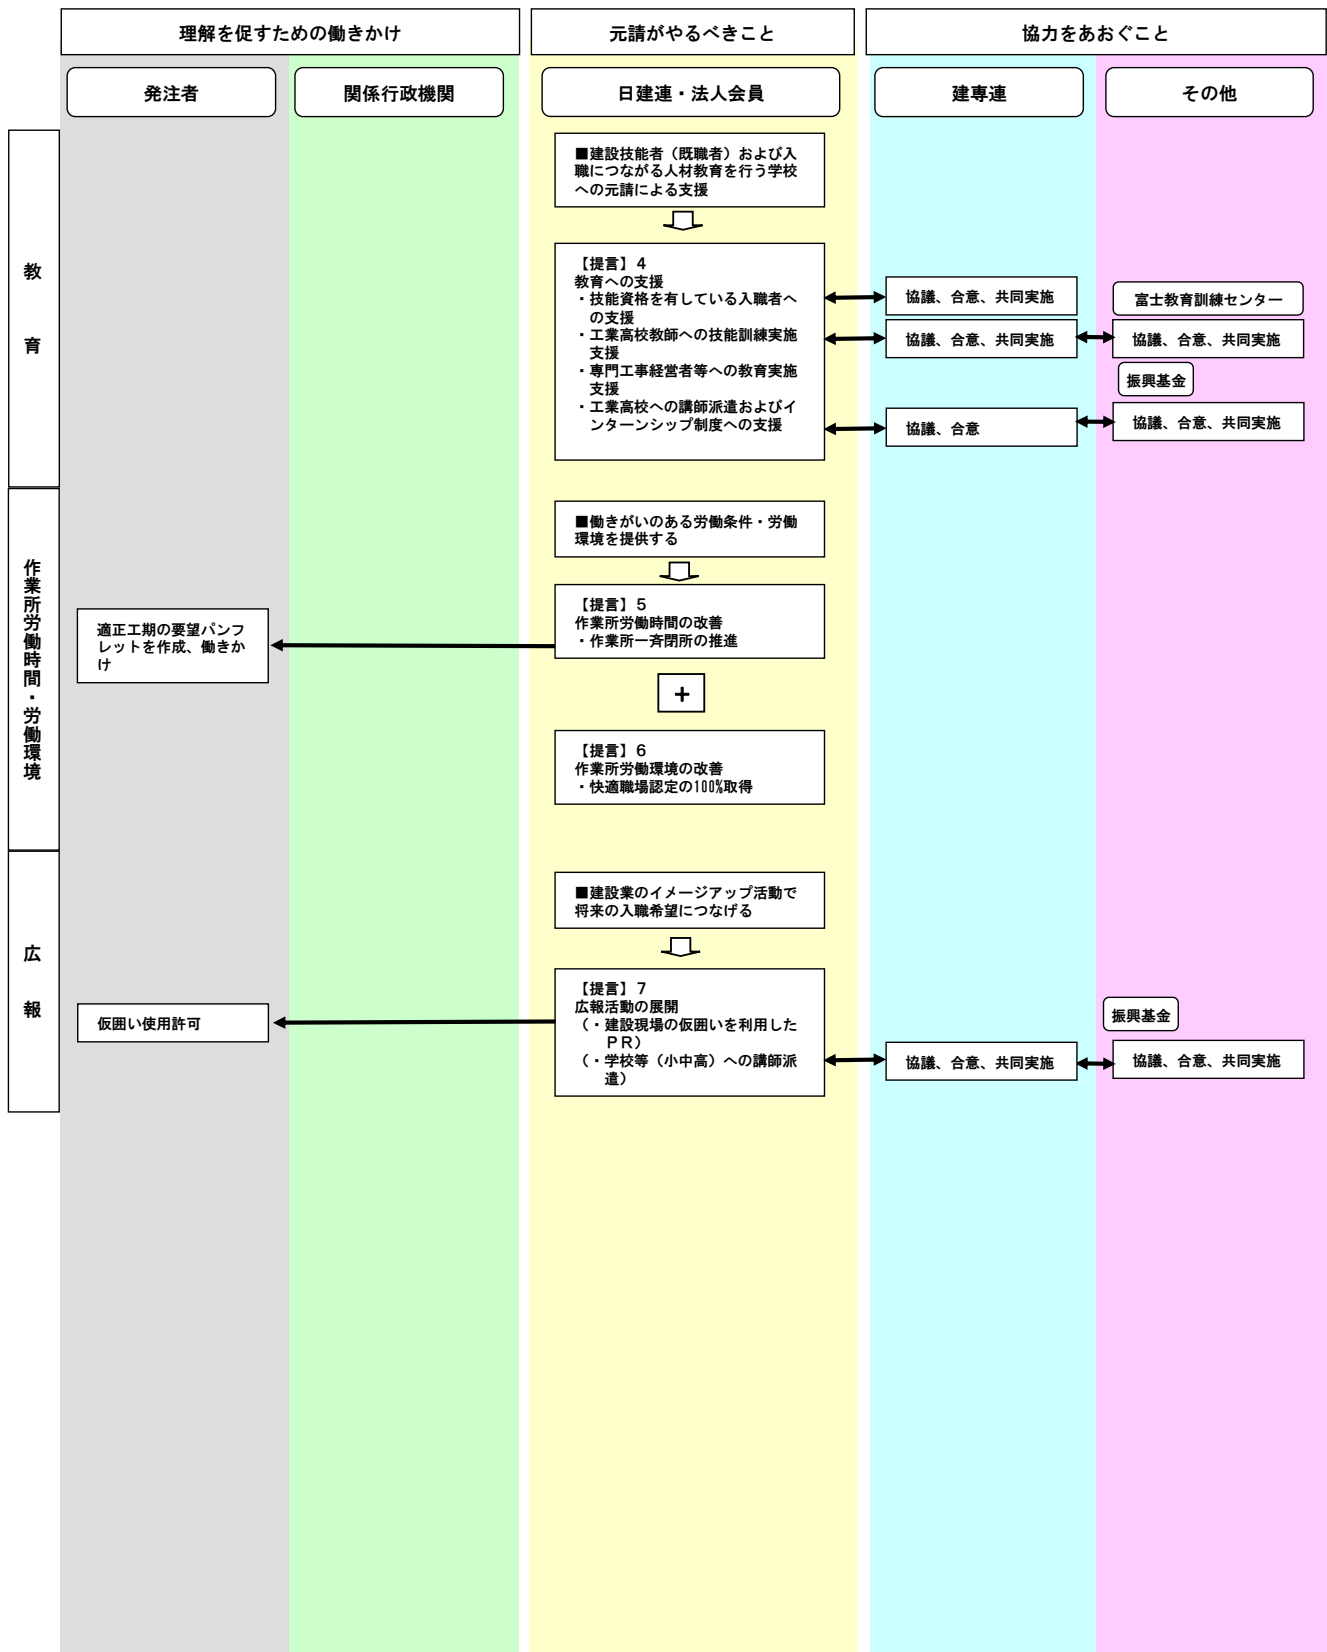 理解を促すための働きかけ
元請がやるべきこと
協力をあおぐこと
発注者
関係行政機関
日建連・法人会員
建専連
その他
教育
■建設技能者（既職者）および入
職につながる人材教育を行う学校
への元請による支援
【提言】４
教育への支援
・技能資格を有している入職者へ
の支援
・工業高校教師への技能訓練実施
支援
・専門工事経営者等への教育実施
支援
・工業高校への講師派遣およびイ
ンターンシップ制度への支援
協議、合意、共同実施
富士教育訓練センター
協議、合意、共同実施
協議、合意、共同実施
振興基金
協議、合意
協議、合意、共同実施
作業所労働時間・労働環境
■働きがいのある労働条件・労働
環境を提供する
【提言】５
作業所労働時間の改善
・作業所一斉閉所の推進
適正工期の要望パンフ
レットを作成、働きか
け
+
【提言】６
作業所労働環境の改善
・快適職場認定の100%取得
広報
■建設業のイメージアップ活動で
将来の入職希望につなげる
【提言】７
広報活動の展開
（・建設現場の仮囲いを利用した
ＰＲ）
（・学校等（小中高）への講師派
遣）
仮囲い使用許可
振興基金
協議、合意、共同実施
協議、合意、共同実施